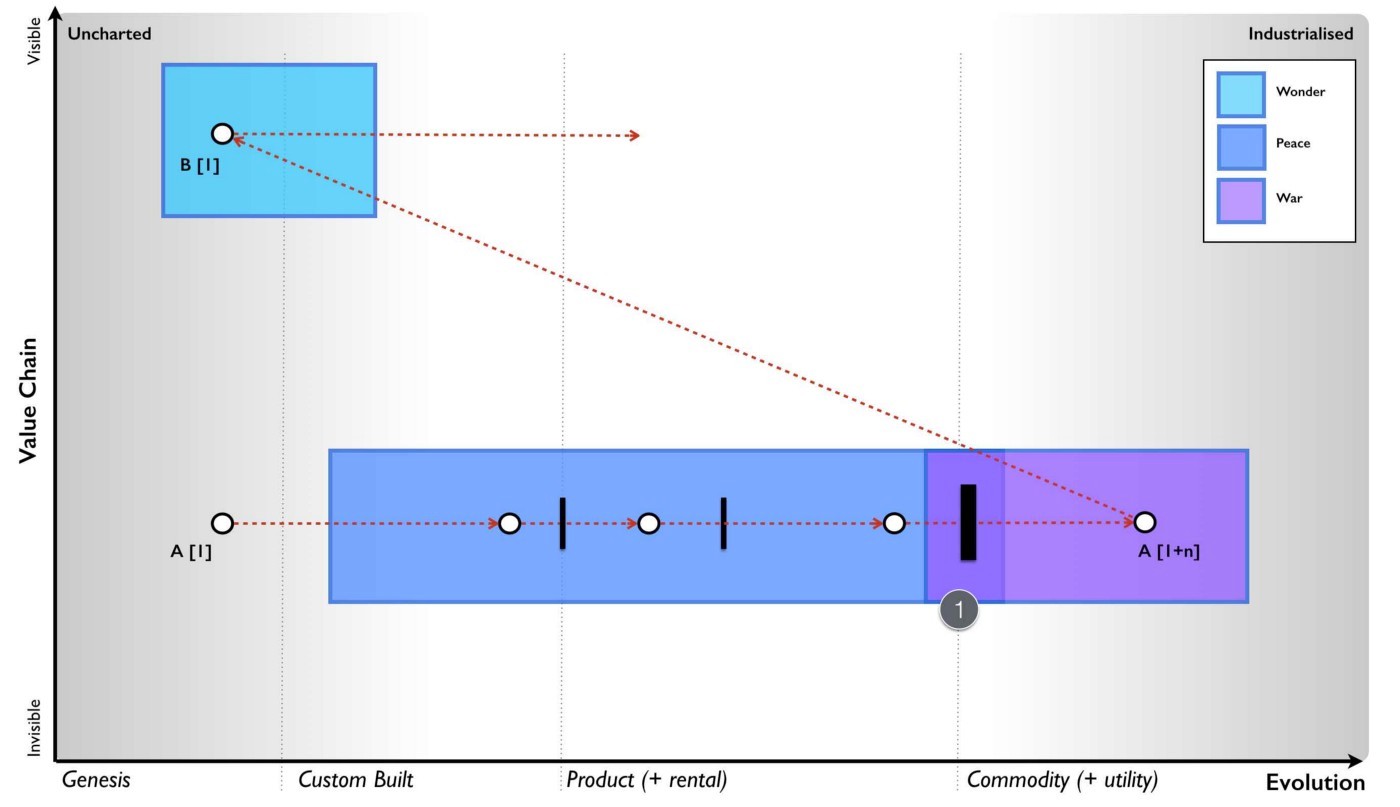 Visible
Uncharted
Industrialised
Wonder
Peace
War
B [1]
Value Chain
A [1]
A [1+n]
1
Invisible
Genesis
Custom Built
Product (+ rental)
Commodity (+ utility)
Evolution